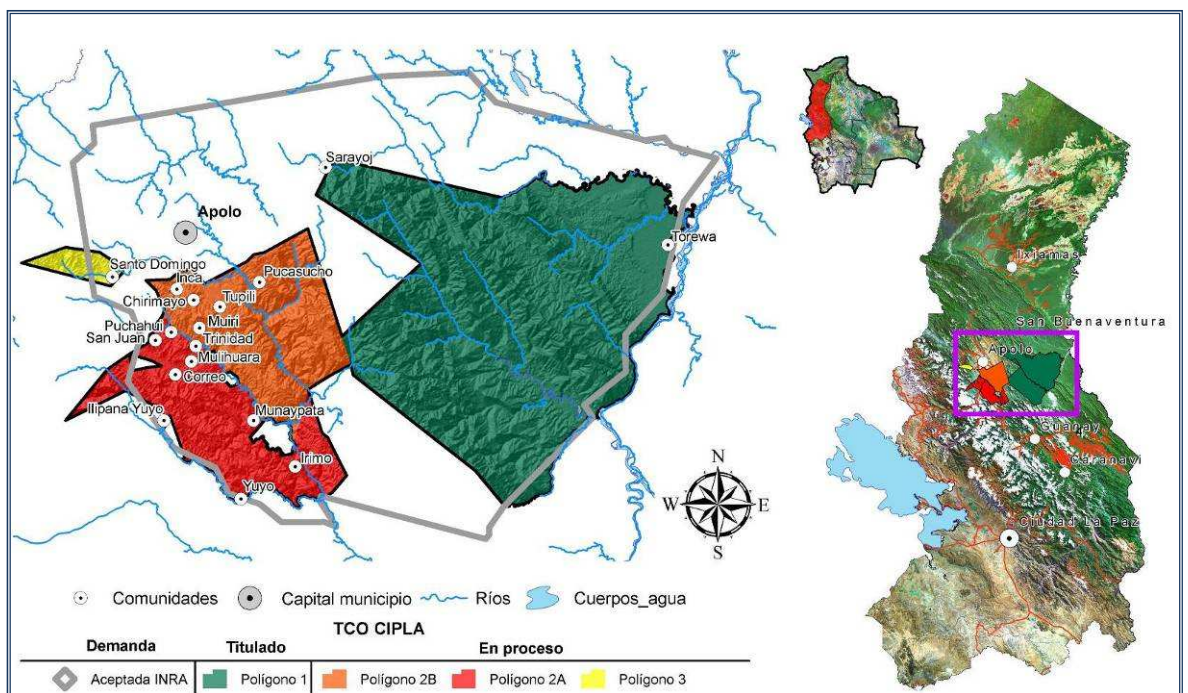 Sarayoj
Apolo
Torewa
Santo Domingo
Inca
Pucasucho
Chirimayo
Tupili
Puchahui
Muiri
San Juan
Trinidad
Mulihuara
Correo
Ilipana Yuyo
Munaypata
Irimo
Yuyo
N
W
E
S
Ixiamas
San Buenaventura
Apolo
Guanay
Caranavi
Ciudad La Paz
Comunidades
Capital municipio
Ríos
Cuerpos_agua
TCO CIPLA
Demanda
Titulado
En proceso
Aceptada INRA
Polígono 1
Polígono 2B
Polígono 2A
Polígono 3